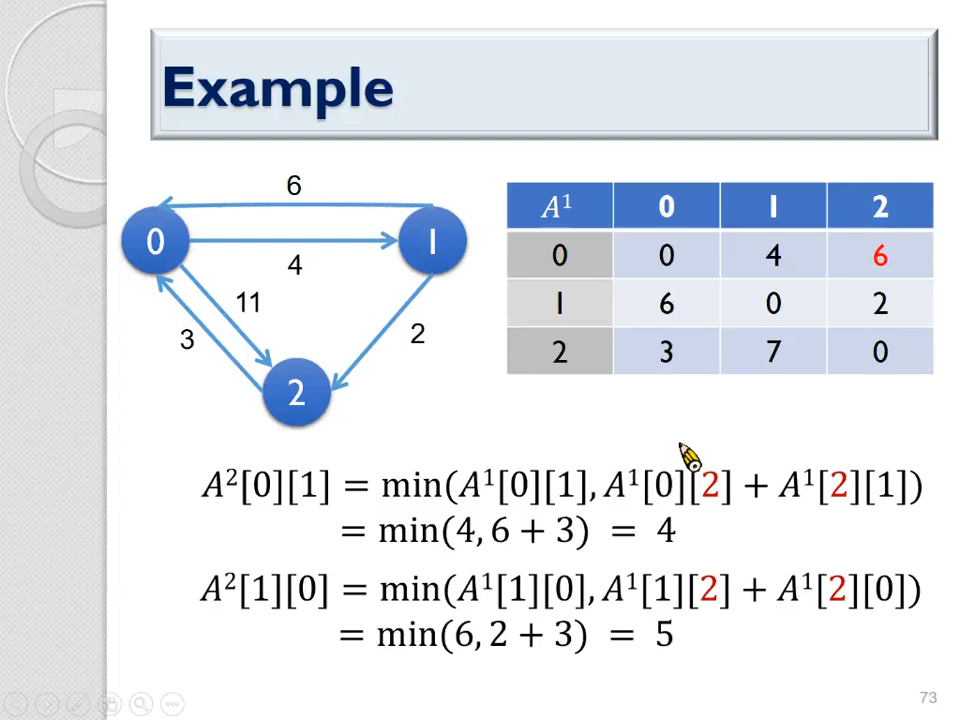 Example
6
0
1
4
11
3
2
2
A¹ 0 1 2
0 0 4 6
1 6 0 2
2 3 7 0
A²[0][1] = min(A¹[0][1], A¹[0][2] + A¹[2][1])
= min(4, 6 + 3) = 4
A²[1][0] = min(A¹[1][0], A¹[1][2] + A¹[2][0])
= min(6, 2 + 3) = 5
73